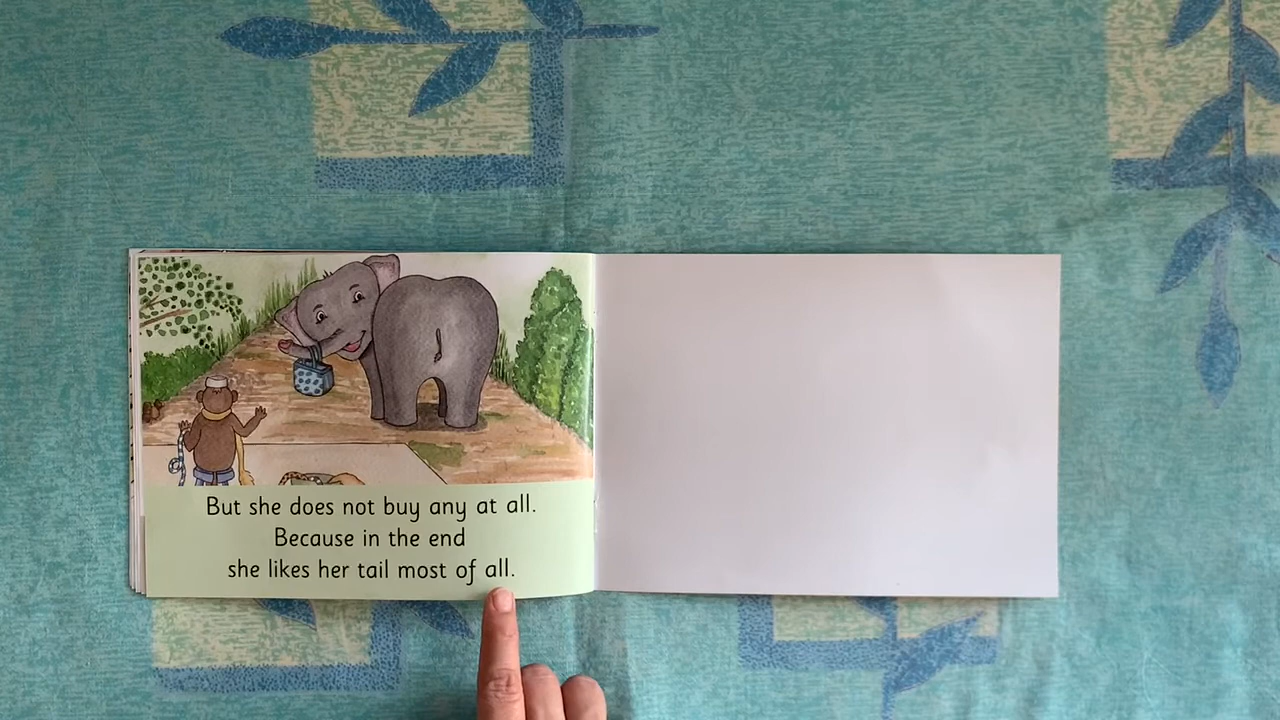 But she does not buy any at all.
Because in the end
she likes her tail most of all.